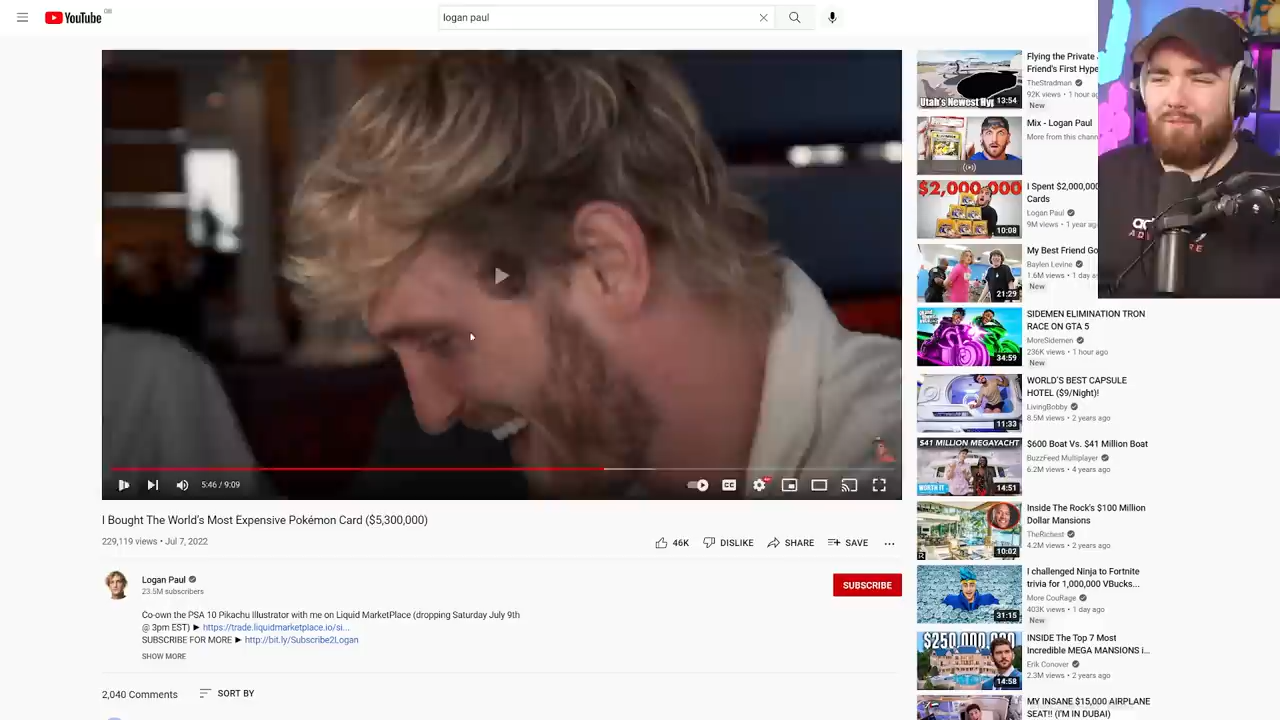 YouTube GB
logan paul
5:46 / 9:09
I Bought The World's Most Expensive Pokémon Card ($5,300,000)
229,119 views • Jul 7, 2022
46K
DISLIKE
SHARE
SAVE
Logan Paul
23.5M subscribers
SUBSCRIBE
Co-own the PSA 10 Pikachu Illustrator with me on Liquid MarketPlace (dropping Saturday July 9th
@ 3pm EST) ► https://trade.liquidmarketplace.io/si...
SUBSCRIBE FOR MORE ► http://bit.ly/Subscribe2Logan
SHOW MORE
2,040 Comments
SORT BY
Utah's Newest
13:54
Flying the Private
Friend's First Hype
TheStradman
92K views • 1 hour
New
Mix - Logan Paul
More from this
$2,000,000
10:08
I Spent $2,000,000
Cards
Logan Paul
9M views • 1 year
21:29
My Best Friend
Baylen Levine
1.6M views • 1 day
New
34:59
SIDEMEN ELIMINATION TRON
RACE ON GTA 5
MoreSidemen
236K views • 1 hour ago
New
11:33
WORLD'S BEST CAPSULE
HOTEL ($9/Night)!
LivingBobby
8.5M views • 2 years ago
$41 MILLION MEGAYACHT
WORTH IT
14:51
$600 Boat Vs. $41 Million Boat
BuzzFeed Multiplayer
6.2M views • 4 years ago
10:02
Inside The Rock's $100 Million
Dollar Mansions
TheRichest
4.2M views • 2 years ago
31:15
I challenged Ninja to Fortnite
trivia for 1,000,000 VBucks...
More CouRage
403K views • 1 day ago
New
$250,000,000
14:58
INSIDE The Top 7 Most
Incredible MEGA MANSIONS i...
Erik Conover
2.3M views • 2 years ago
MY INSANE $15,000 AIRPLANE
SEAT!! (I'M IN DUBAI)